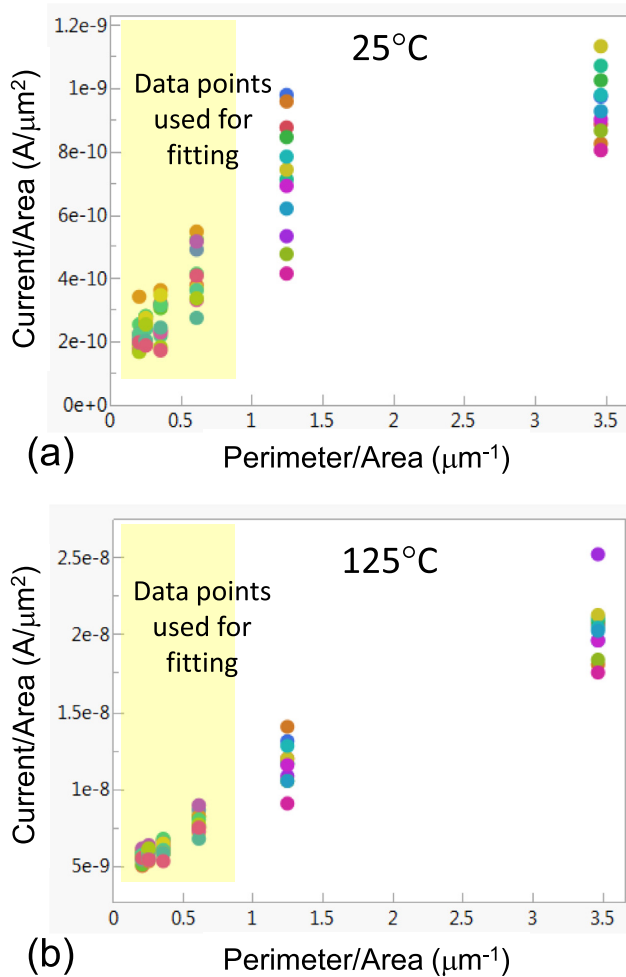 1.2e-9
1e-9
8e-10
6e-10
4e-10
2e-10
0e+0
Current/Area (A/μm²)
25°C
Data points
used for
fitting
0 0.5 1 1.5 2 2.5 3 3.5
(a)
Perimeter/Area (μm⁻¹)
2.5e-8
2e-8
1.5e-8
1e-8
5e-9
Current/Area (A/μm²)
125°C
Data points
used for
fitting
0 0.5 1 1.5 2 2.5 3 3.5
(b)
Perimeter/Area (μm⁻¹)